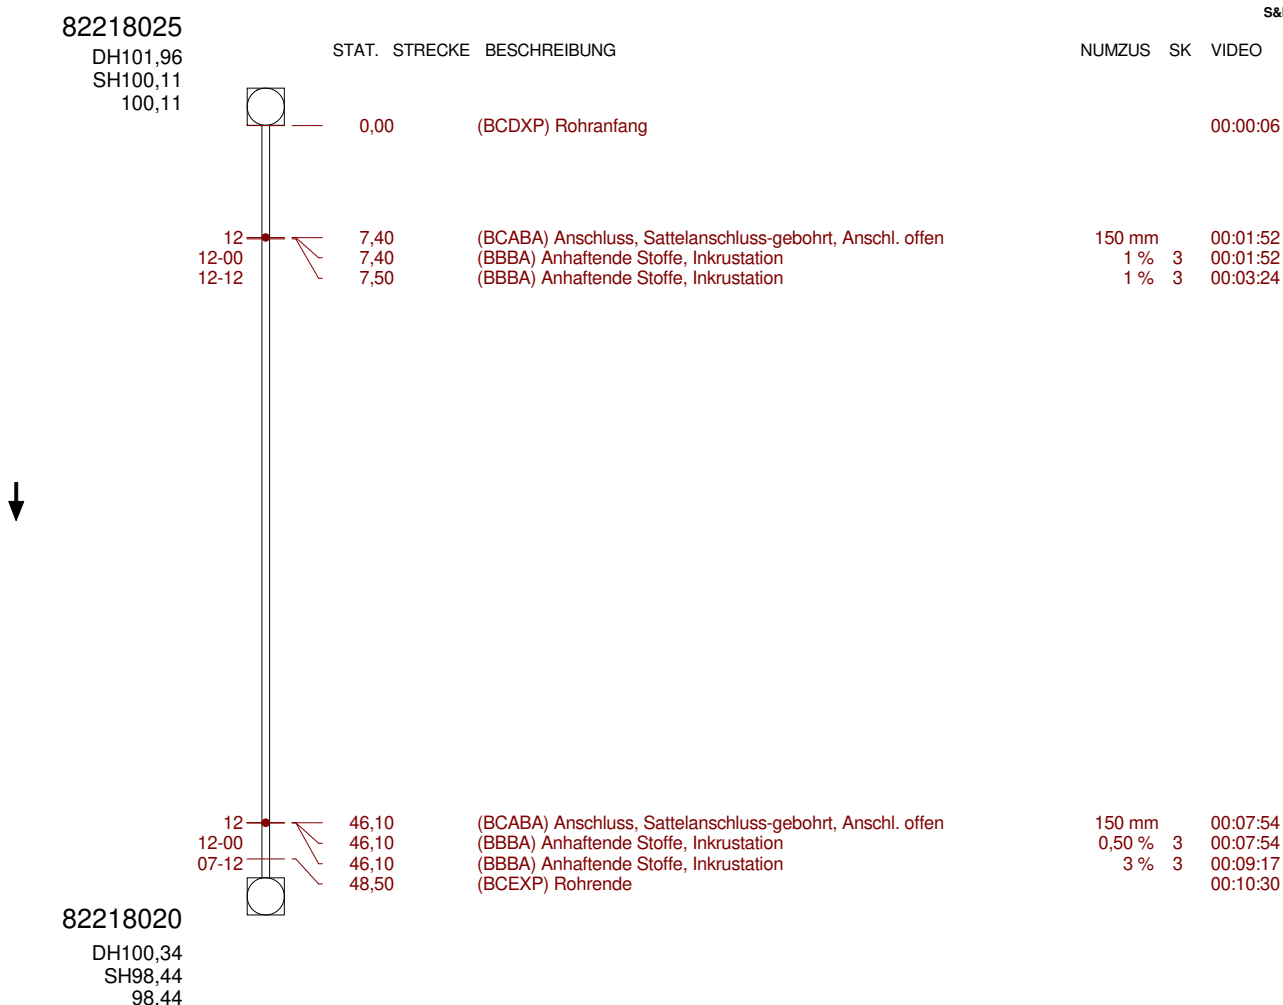 S&
82218025
DH101,96
SH100,11
100,11
STAT. STRECKE BESCHREIBUNG NUMZUS SK VIDEO
0,00 (BCDXP) Rohranfang 00:00:06
12 7,40 (BCABA) Anschluss, Sattelanschluss-gebohrt, Anschl. offen 150 mm 00:01:52
12-00 7,40 (BBBA) Anhaftende Stoffe, Inkrustation 1 % 3 00:01:52
12-12 7,50 (BBBA) Anhaftende Stoffe, Inkrustation 1 % 3 00:03:24
12 46,10 (BCABA) Anschluss, Sattelanschluss-gebohrt, Anschl. offen 150 mm 00:07:54
12-00 46,10 (BBBA) Anhaftende Stoffe, Inkrustation 0,50 % 3 00:07:54
07-12 46,10 (BBBA) Anhaftende Stoffe, Inkrustation 3 % 3 00:09:17
48,50 (BCEXP) Rohrende 00:10:30
82218020
DH100,34
SH98,44
98,44